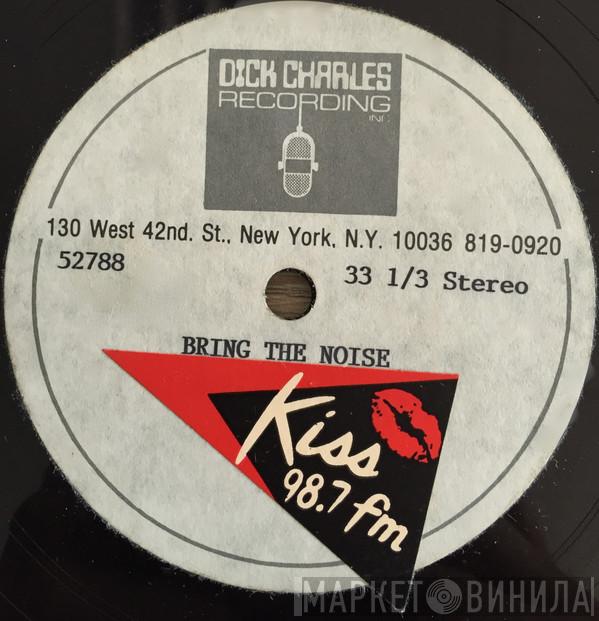 DICK CHARLES
RECORDING
INC.
130 West 42nd. St., New York, N.Y. 10036 819-0920
52788
33 1/3 Stereo
BRING THE NOISE
Kiss
98.7 fm
МАРКЕТ ВИНИЛА